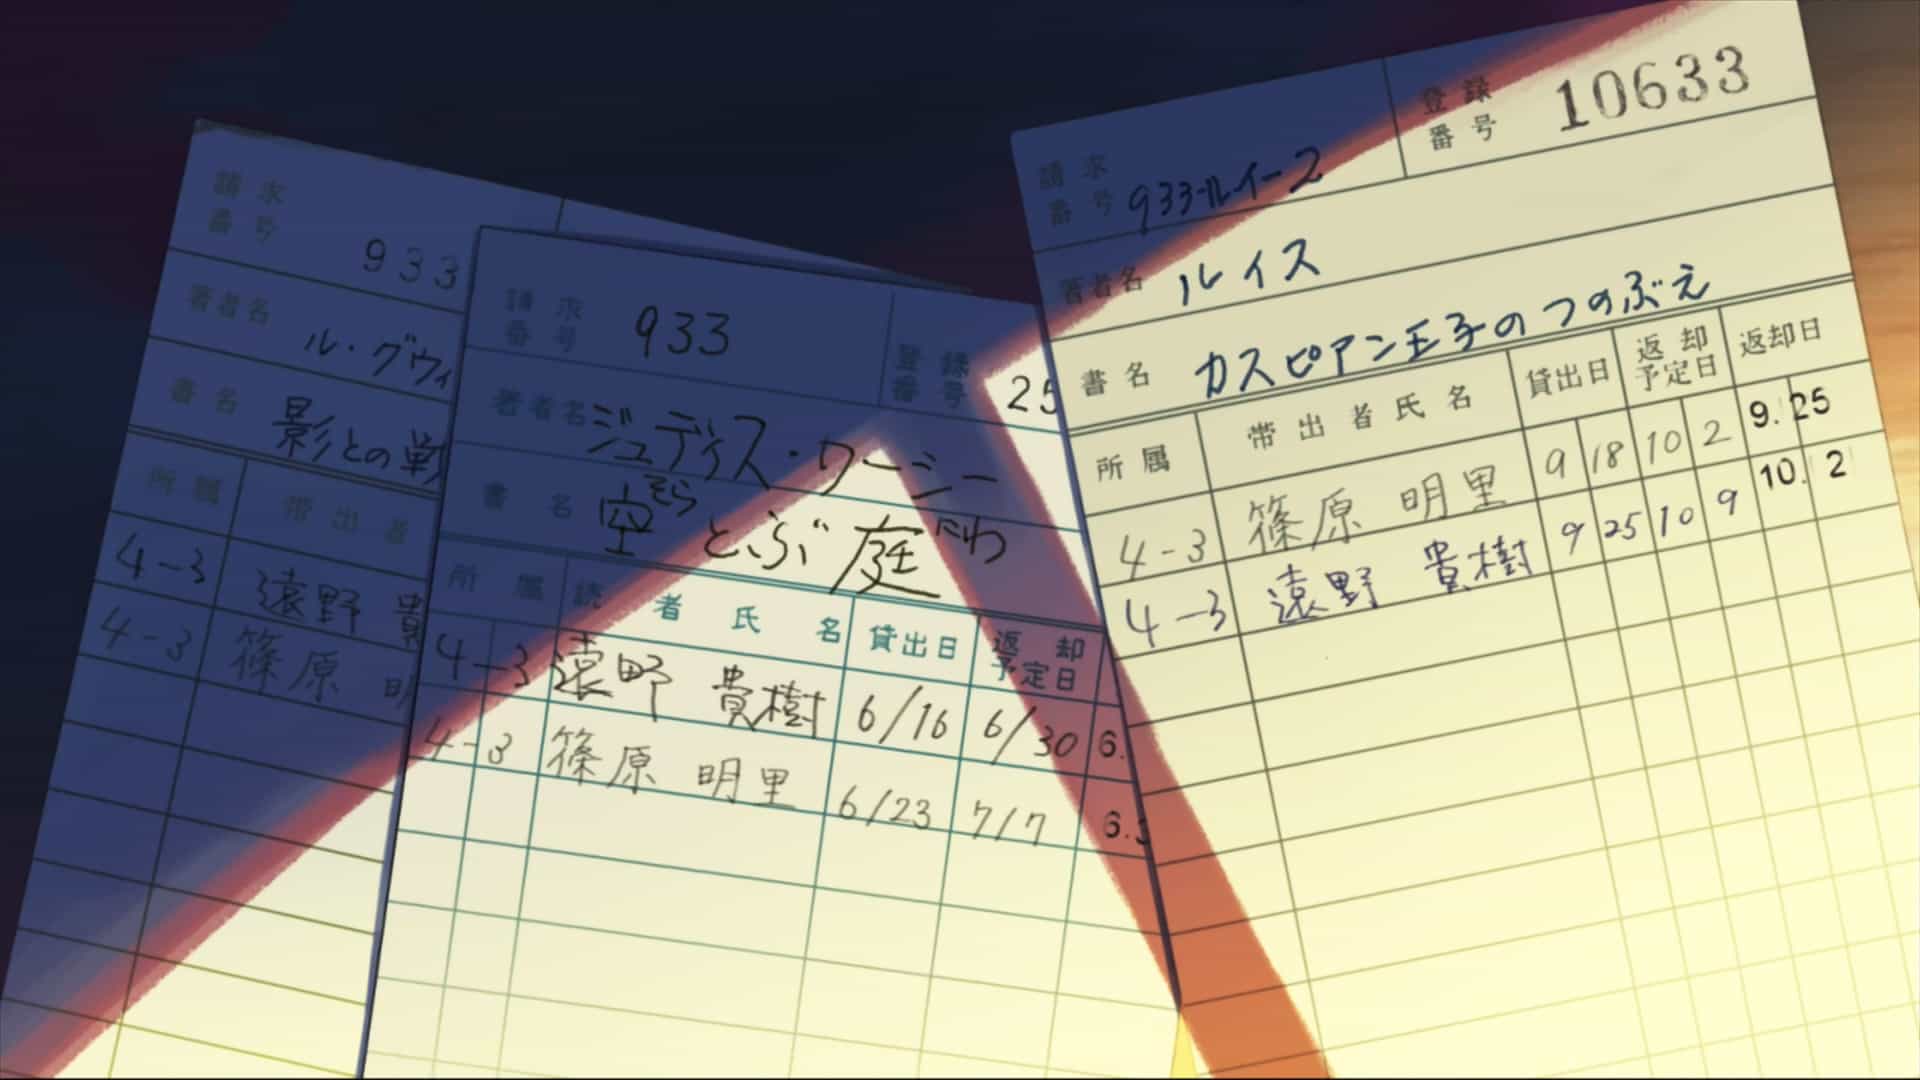 請求番号 933
著者名 ル・グウィ
書名 影との戦
所属 帯出者
4-3 遠野 貴
4-3 篠原 明
請求番号 933 登録番号 25
著者名 ジュディス・ワーシー
書名 空とぶ庭
そら にわ
所属 読者氏名 貸出日 返却予定日
4-3 遠野 貴樹 6/16 6/30 6.
4-3 篠原 明里 6/23 7/7 6.3
請求番号 933-ルイ-2 登録番号 10633
著者名 ルイス
書名 カスピアン王子のつのぶえ
所属 帯出者氏名 貸出日 返却予定日 返却日
4-3 篠原 明里 9 18 10 2 9.25
4-3 遠野 貴樹 9 25 10 9 10. 2